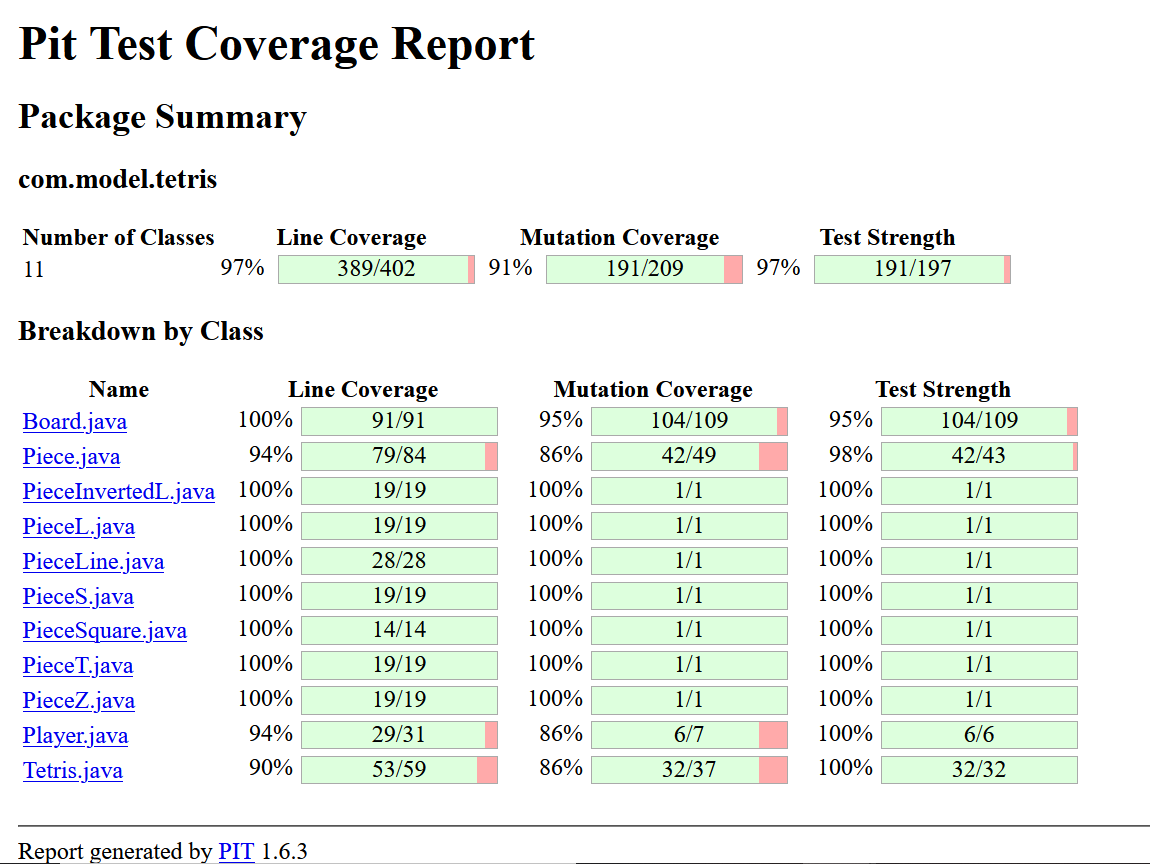 Pit Test Coverage Report
Package Summary
com.model.tetris
Number of Classes Line Coverage Mutation Coverage Test Strength
11 97% 389/402 91% 191/209 97% 191/197
Breakdown by Class
Name Line Coverage Mutation Coverage Test Strength
Board.java 100% 91/91 95% 104/109 95% 104/109
Piece.java 94% 79/84 86% 42/49 98% 42/43
PieceInvertedL.java 100% 19/19 100% 1/1 100% 1/1
PieceL.java 100% 19/19 100% 1/1 100% 1/1
PieceLine.java 100% 28/28 100% 1/1 100% 1/1
PieceS.java 100% 19/19 100% 1/1 100% 1/1
PieceSquare.java 100% 14/14 100% 1/1 100% 1/1
PieceT.java 100% 19/19 100% 1/1 100% 1/1
PieceZ.java 100% 19/19 100% 1/1 100% 1/1
Player.java 94% 29/31 86% 6/7 100% 6/6
Tetris.java 90% 53/59 86% 32/37 100% 32/32
Report generated by PIT 1.6.3